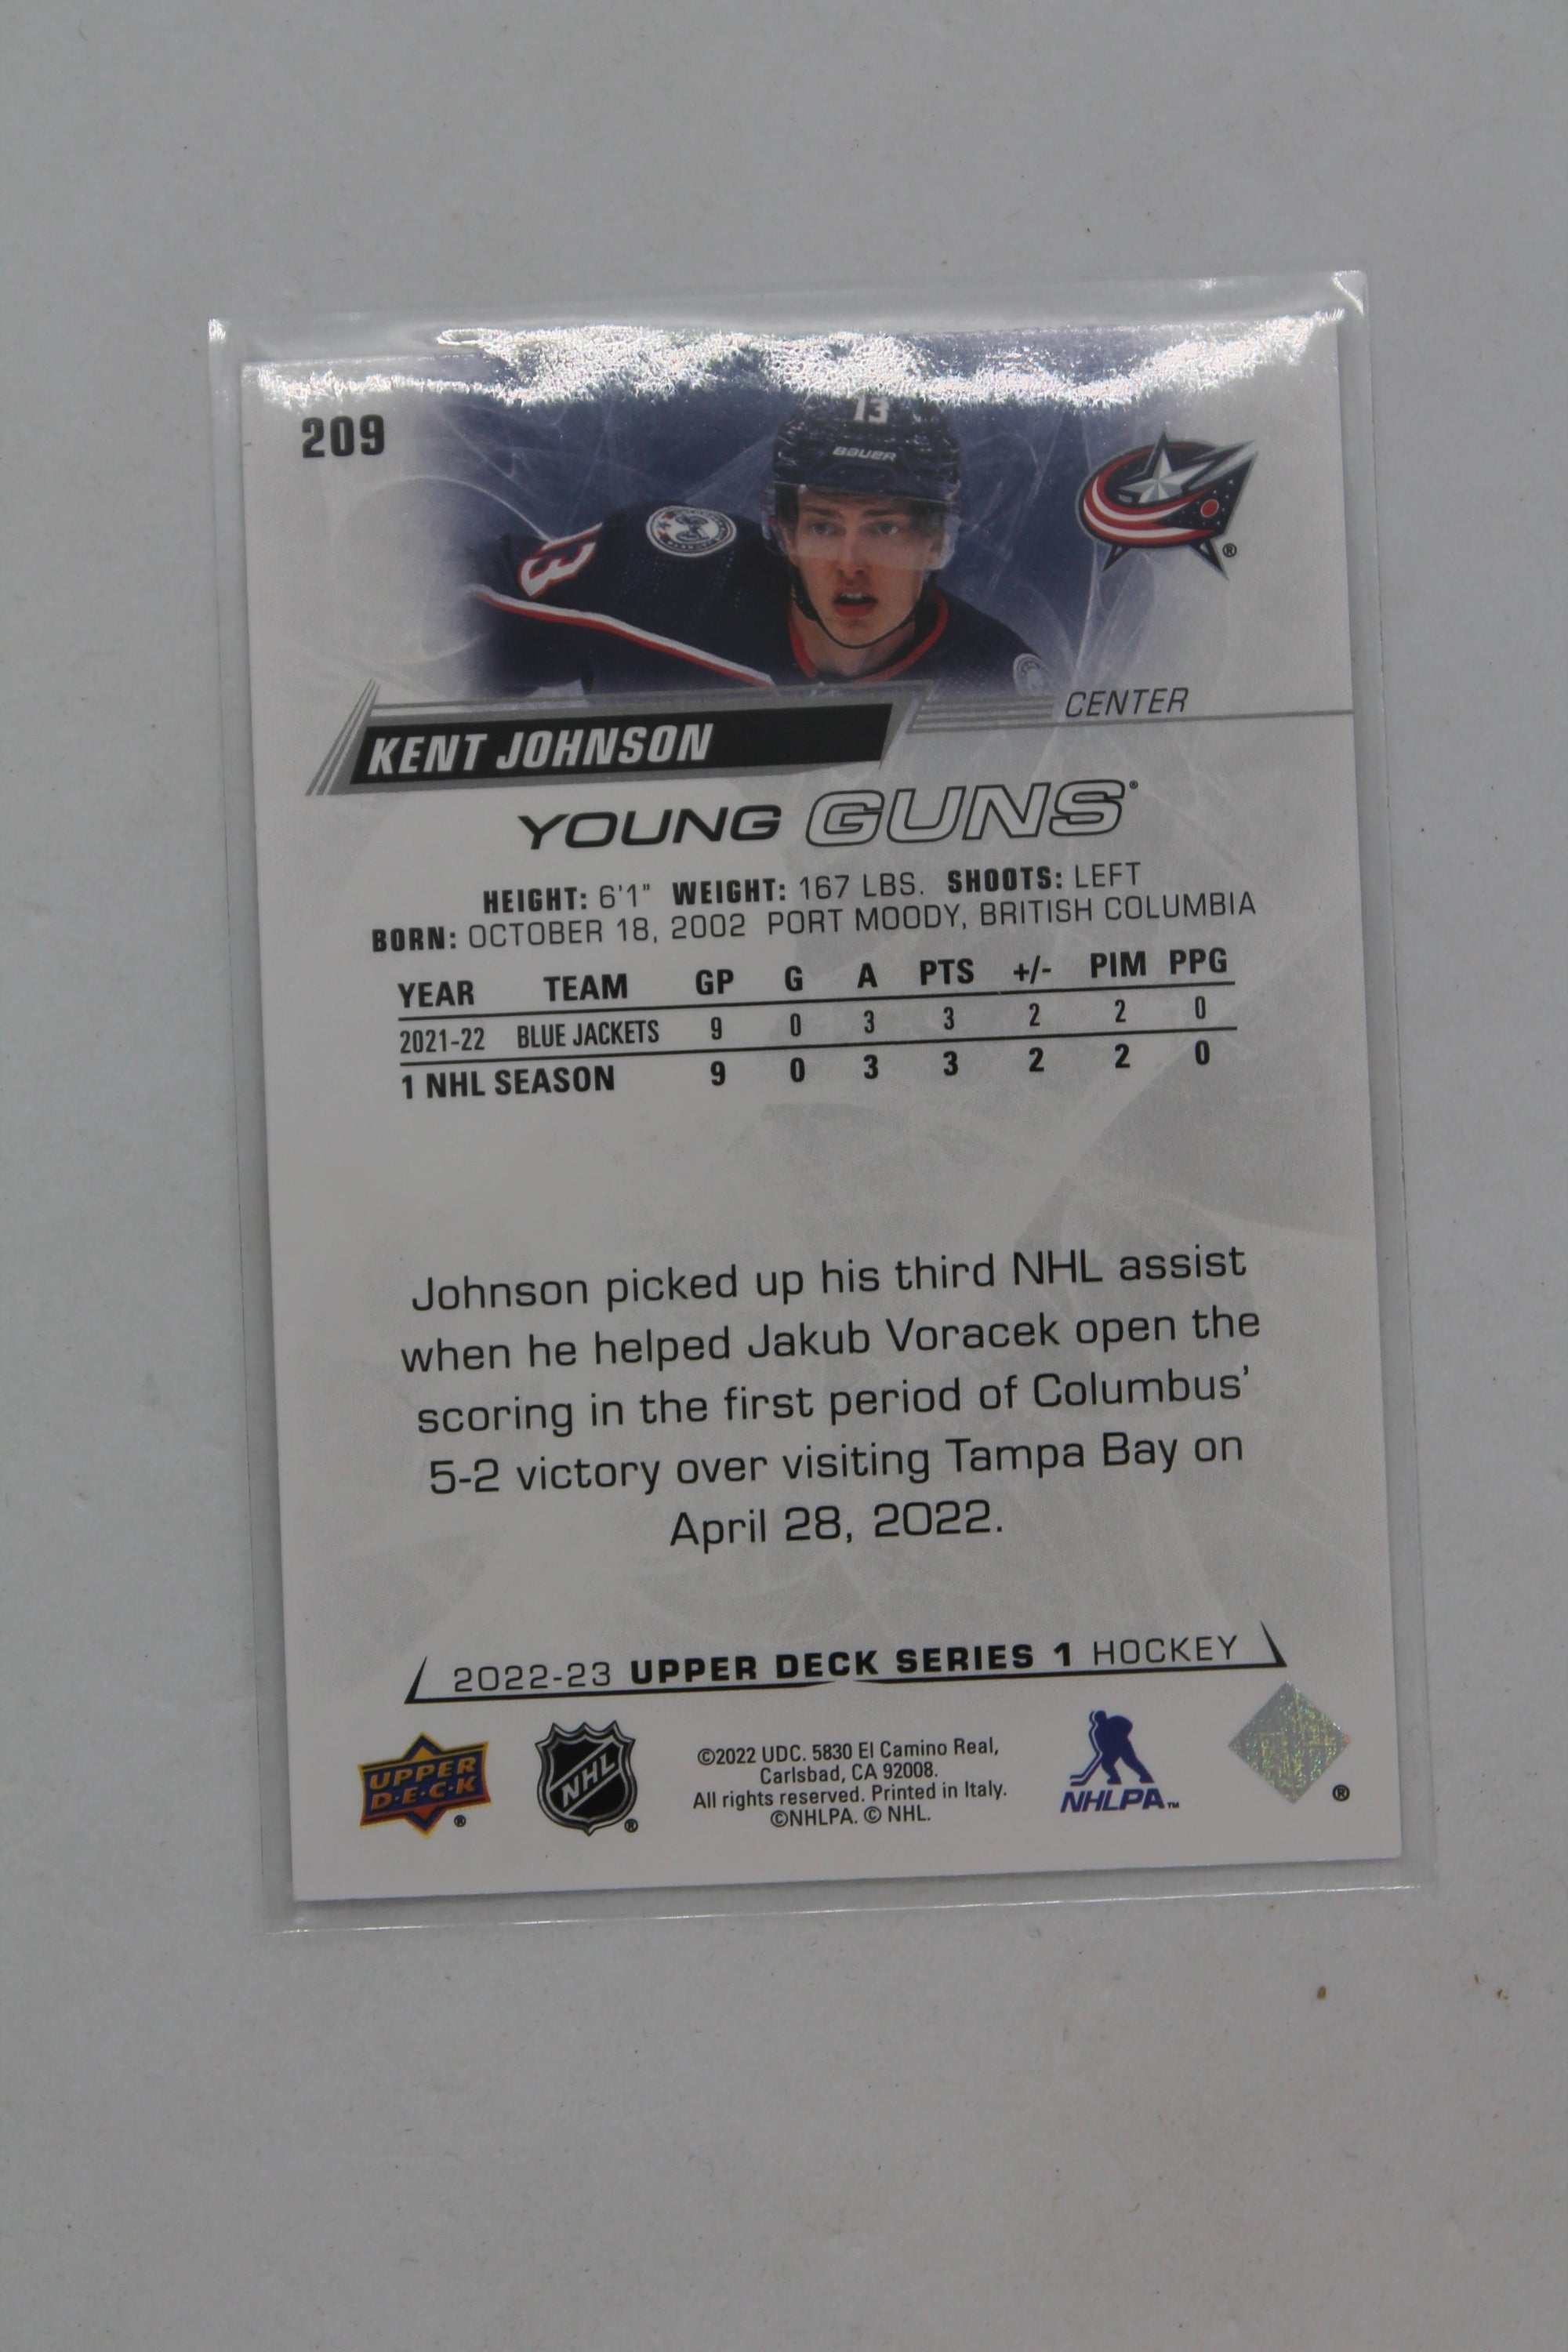 209
13
BAUER
13
®
CENTER
KENT JOHNSON
YOUNG GUNS®
HEIGHT: 6'1" WEIGHT: 167 LBS. SHOOTS: LEFT
BORN: OCTOBER 18, 2002 PORT MOODY, BRITISH COLUMBIA
YEAR TEAM GP G A PTS +/- PIM PPG
2021-22 BLUE JACKETS 9 0 3 3 2 2 0
1 NHL SEASON 9 0 3 3 2 2 0
Johnson picked up his third NHL assist
when he helped Jakub Voracek open the
scoring in the first period of Columbus'
5-2 victory over visiting Tampa Bay on
April 28, 2022.
2022-23 UPPER DECK SERIES 1 HOCKEY
UPPER
D·E·C·K
®
NHL
®
©2022 UDC. 5830 El Camino Real,
Carlsbad, CA 92008.
All rights reserved. Printed in Italy.
©NHLPA. © NHL.
NHLPA™
®